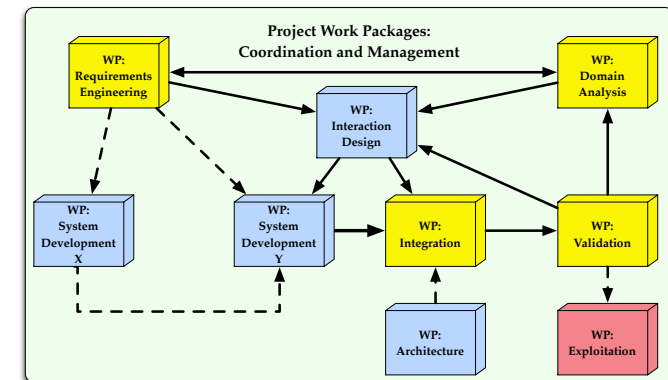 Project Work Packages:
Coordination and Management
WP:
Requirements
Engineering
WP:
Domain
Analysis
WP:
Interaction
Design
WP:
System
Development
X
WP:
System
Development
Y
WP:
Integration
WP:
Validation
WP:
Architecture
WP:
Exploitation